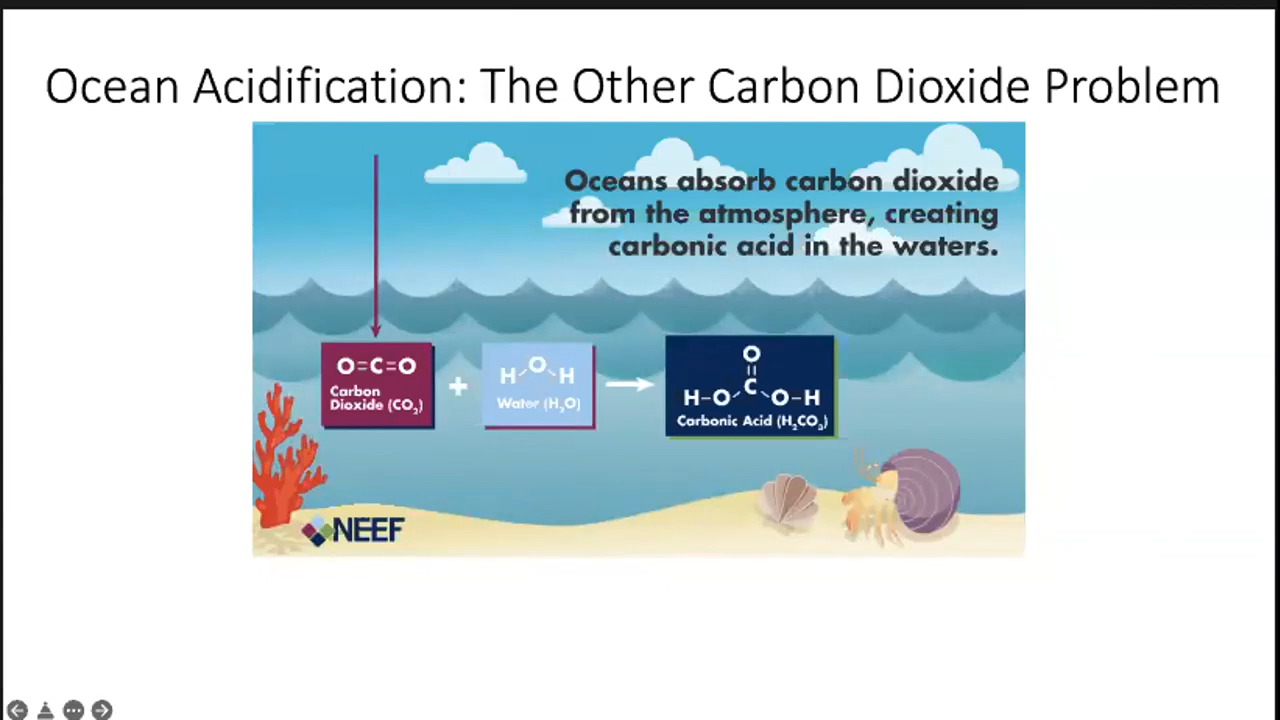 Ocean Acidification: The Other Carbon Dioxide Problem
Oceans absorb carbon dioxide
from the atmosphere, creating
carbonic acid in the waters.
O=C=O
Carbon
Dioxide (CO₂)
+
H O H
Water (H₂O)
O
C
H-O O-H
Carbonic Acid (H₂CO₃)
NEEF